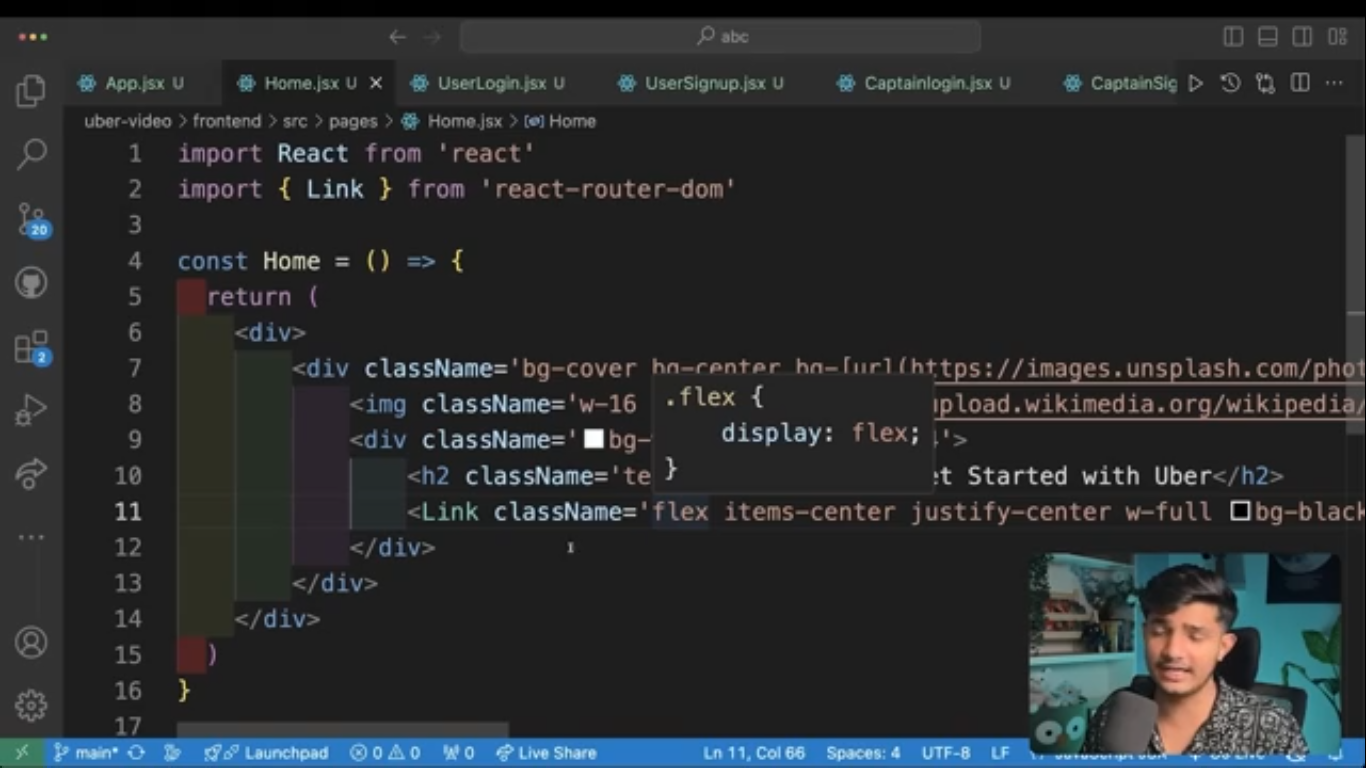 abc
App.jsx U
Home.jsx U
UserLogin.jsx U
UserSignup.jsx U
Captainlogin.jsx U
CaptainSig
uber-video > frontend > src > pages > Home.jsx > Home
1 import React from 'react'
2 import { Link } from 'react-router-dom'
3
4 const Home = () => {
5 return (
6 <div>
7 <div className='bg-cover bg-center bg-[url(https://images.unsplash.com/phot
8 <img className='w-16 upload.wikimedia.org/wikipedia/
9 <div className='bg- 4'>
10 <h2 className='te et Started with Uber</h2>
11 <Link className='flex items-center justify-center w-full bg-black
12 </div>
13 </div>
14 </div>
15 )
16 }
17
.flex {
display: flex;
}
20
2
main* Launchpad 0 0 0 Live Share Ln 11, Col 66 Spaces: 4 UTF-8 LF